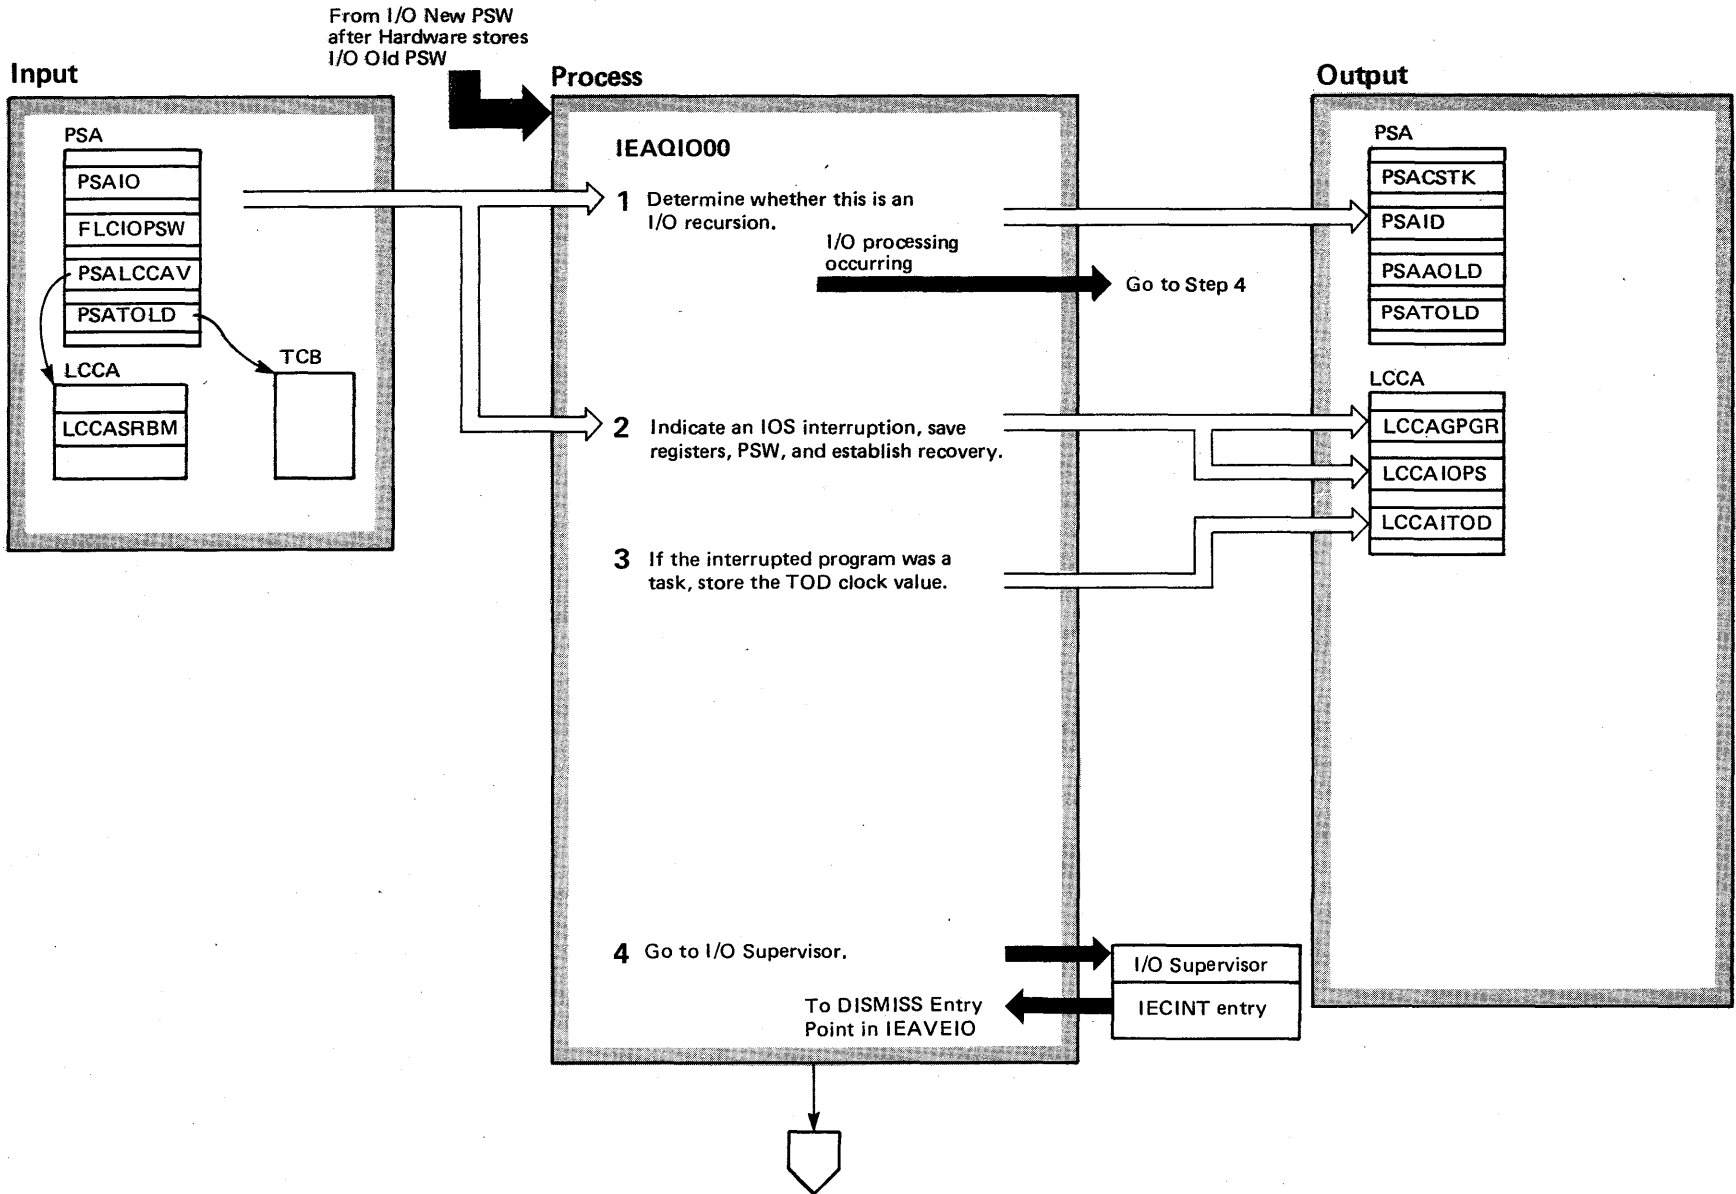 From I/O New PSW
after Hardware stores
I/O Old PSW
Input
PSA
PSAIO
FLCIOPSW
PSALCCAV
PSATOLD
LCCA
LCCASRBM
TCB
Process
IEAQIO00
1 Determine whether this is an
I/O recursion.
I/O processing
occurring
Go to Step 4
2 Indicate an IOS interruption, save
registers, PSW, and establish recovery.
3 If the interrupted program was a
task, store the TOD clock value.
4 Go to I/O Supervisor.
I/O Supervisor
IECINT entry
To DISMISS Entry
Point in IEAVEIO
Output
PSA
PSACSTK
PSAID
PSAAOLD
PSATOLD
LCCA
LCCAGPGR
LCCAIOPS
LCCAITOD